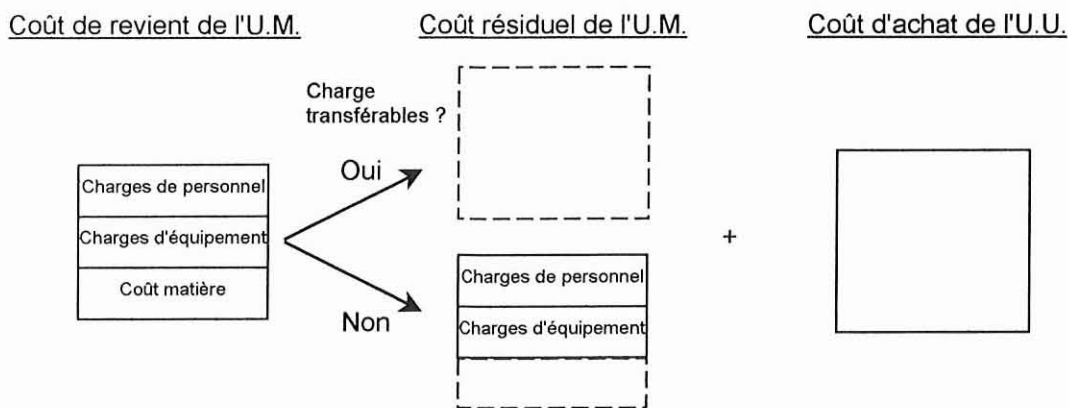 Coût de revient de l'U.M.
Coût résiduel de l'U.M.
Coût d'achat de l'U.U.
Charge
transférables ?
Oui
Charges de personnel
Charges d'équipement
Coût matière
+
Non
Charges de personnel
Charges d'équipement